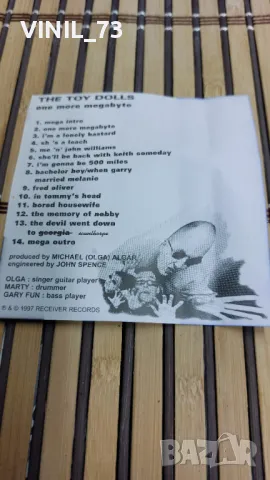 VINIL_73
THE TOY DOLLS
one more megabyte
1. mega intro
2. one more megabyte
3. i'm a lonely bastard
4. sh 's a leech
5. me 'n' john williams
6. she'll be back with keith someday
7. i'm gonna be 500 miles
8. bachelor boy/when garry
married melanie
9. fred oliver
10. in tommy's head
11. bored housewife
12. the memory of nobby
13. the devil went down
to georgia scunthorpe
14. mega outro
produced by MICHAEL (OLGA) ALGAR
engineered by JOHN SPENCE
OLGA : singer guitar player
MARTY : drummer
GARY FUN : bass player
℗ & © 1997 RECEIVER RECORDS
BAZAR